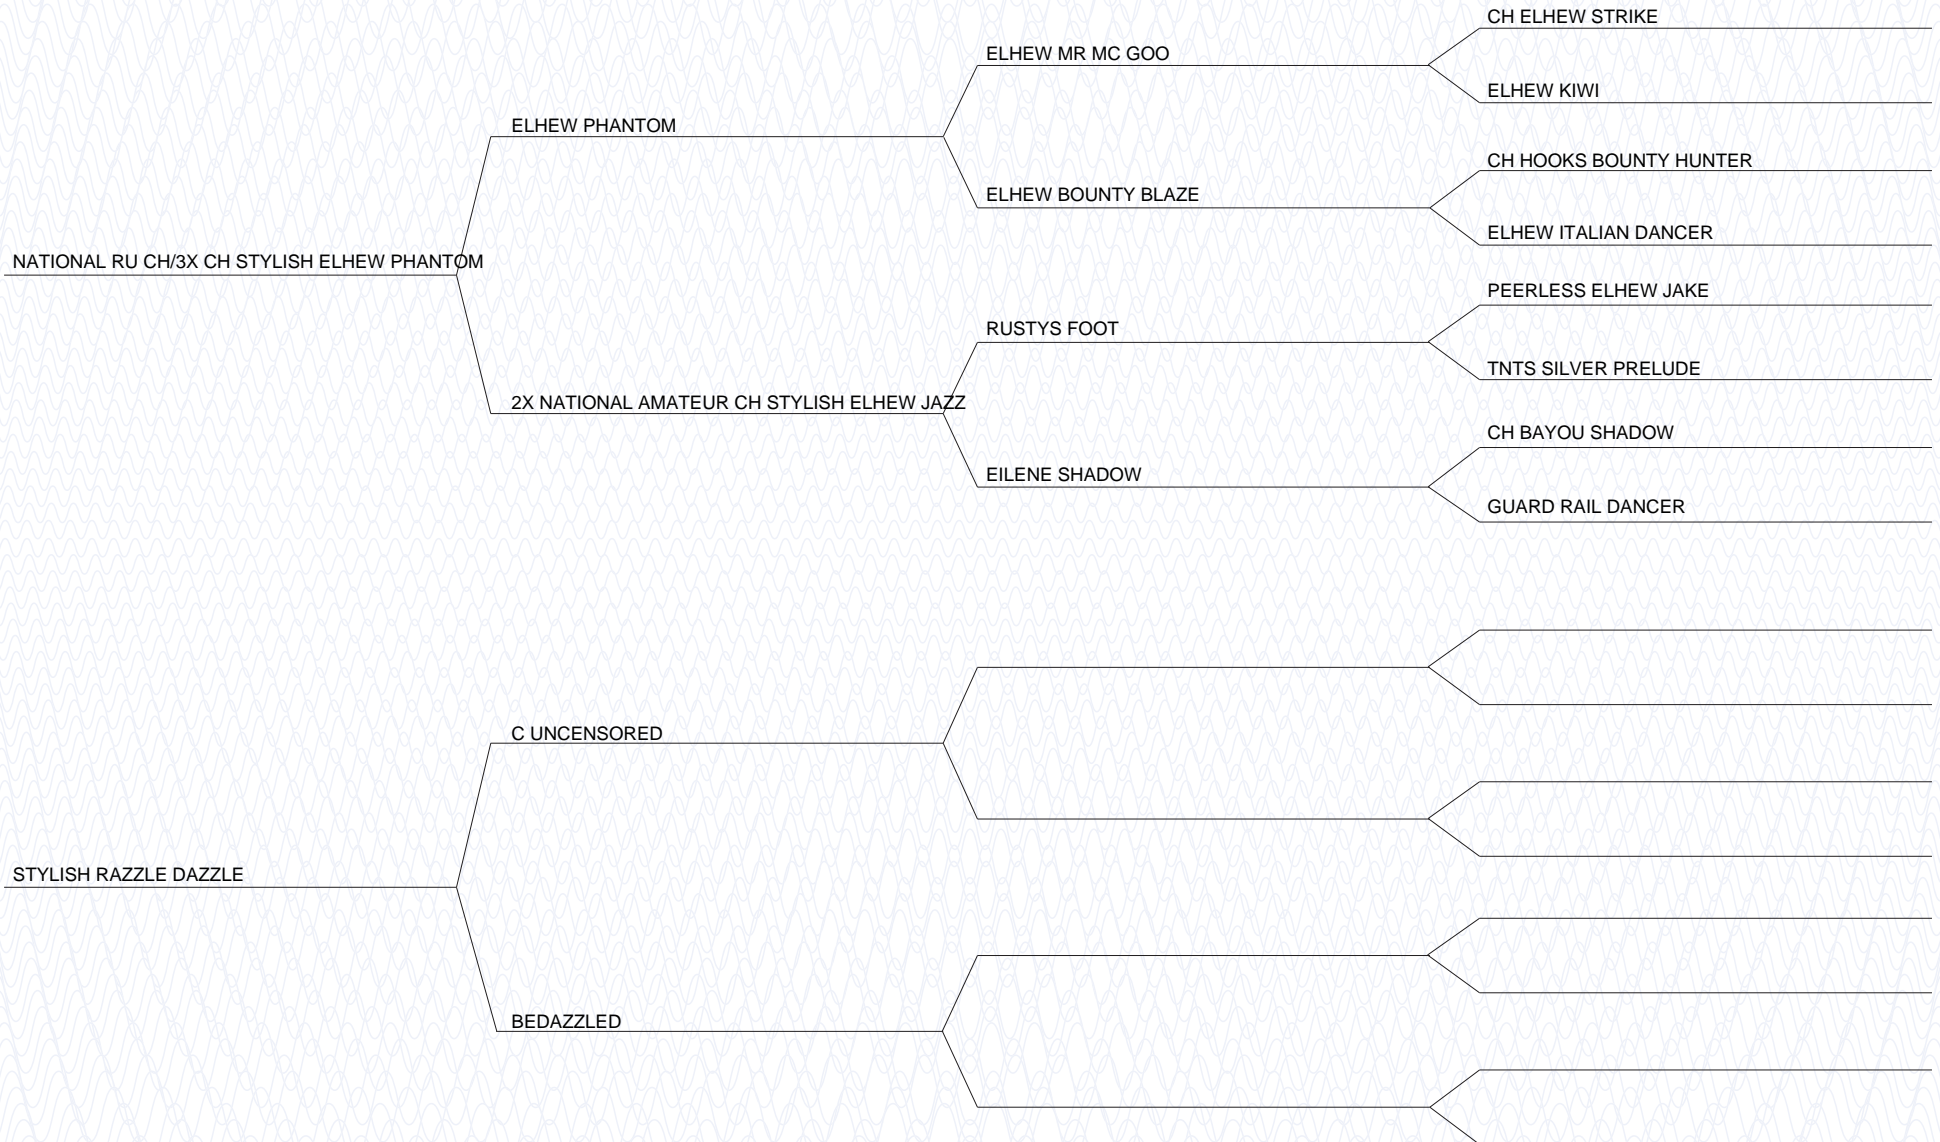 CH ELHEW STRIKE
ELHEW MR MC GOO
ELHEW KIWI
ELHEW PHANTOM
CH HOOKS BOUNTY HUNTER
ELHEW BOUNTY BLAZE
ELHEW ITALIAN DANCER
NATIONAL RU CH/3X CH STYLISH ELHEW PHANTOM
PEERLESS ELHEW JAKE
RUSTYS FOOT
TNTS SILVER PRELUDE
2X NATIONAL AMATEUR CH STYLISH ELHEW JAZZ
CH BAYOU SHADOW
EILENE SHADOW
GUARD RAIL DANCER
C UNCENSORED
STYLISH RAZZLE DAZZLE
BEDAZZLED